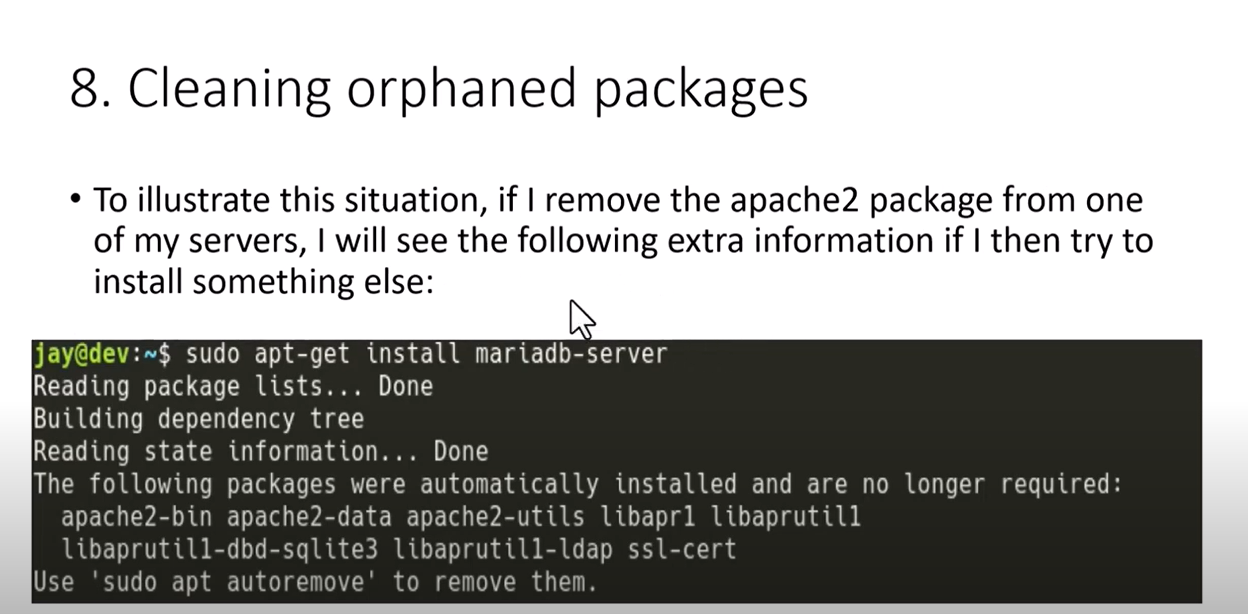 8. Cleaning orphaned packages
• To illustrate this situation, if I remove the apache2 package from one
of my servers, I will see the following extra information if I then try to
install something else:
jay@dev:~$ sudo apt-get install mariadb-server
Reading package lists... Done
Building dependency tree
Reading state information... Done
The following packages were automatically installed and are no longer required:
  apache2-bin apache2-data apache2-utils libapr1 libaprutil1
  libaprutil1-dbd-sqlite3 libaprutil1-ldap ssl-cert
Use 'sudo apt autoremove' to remove them.